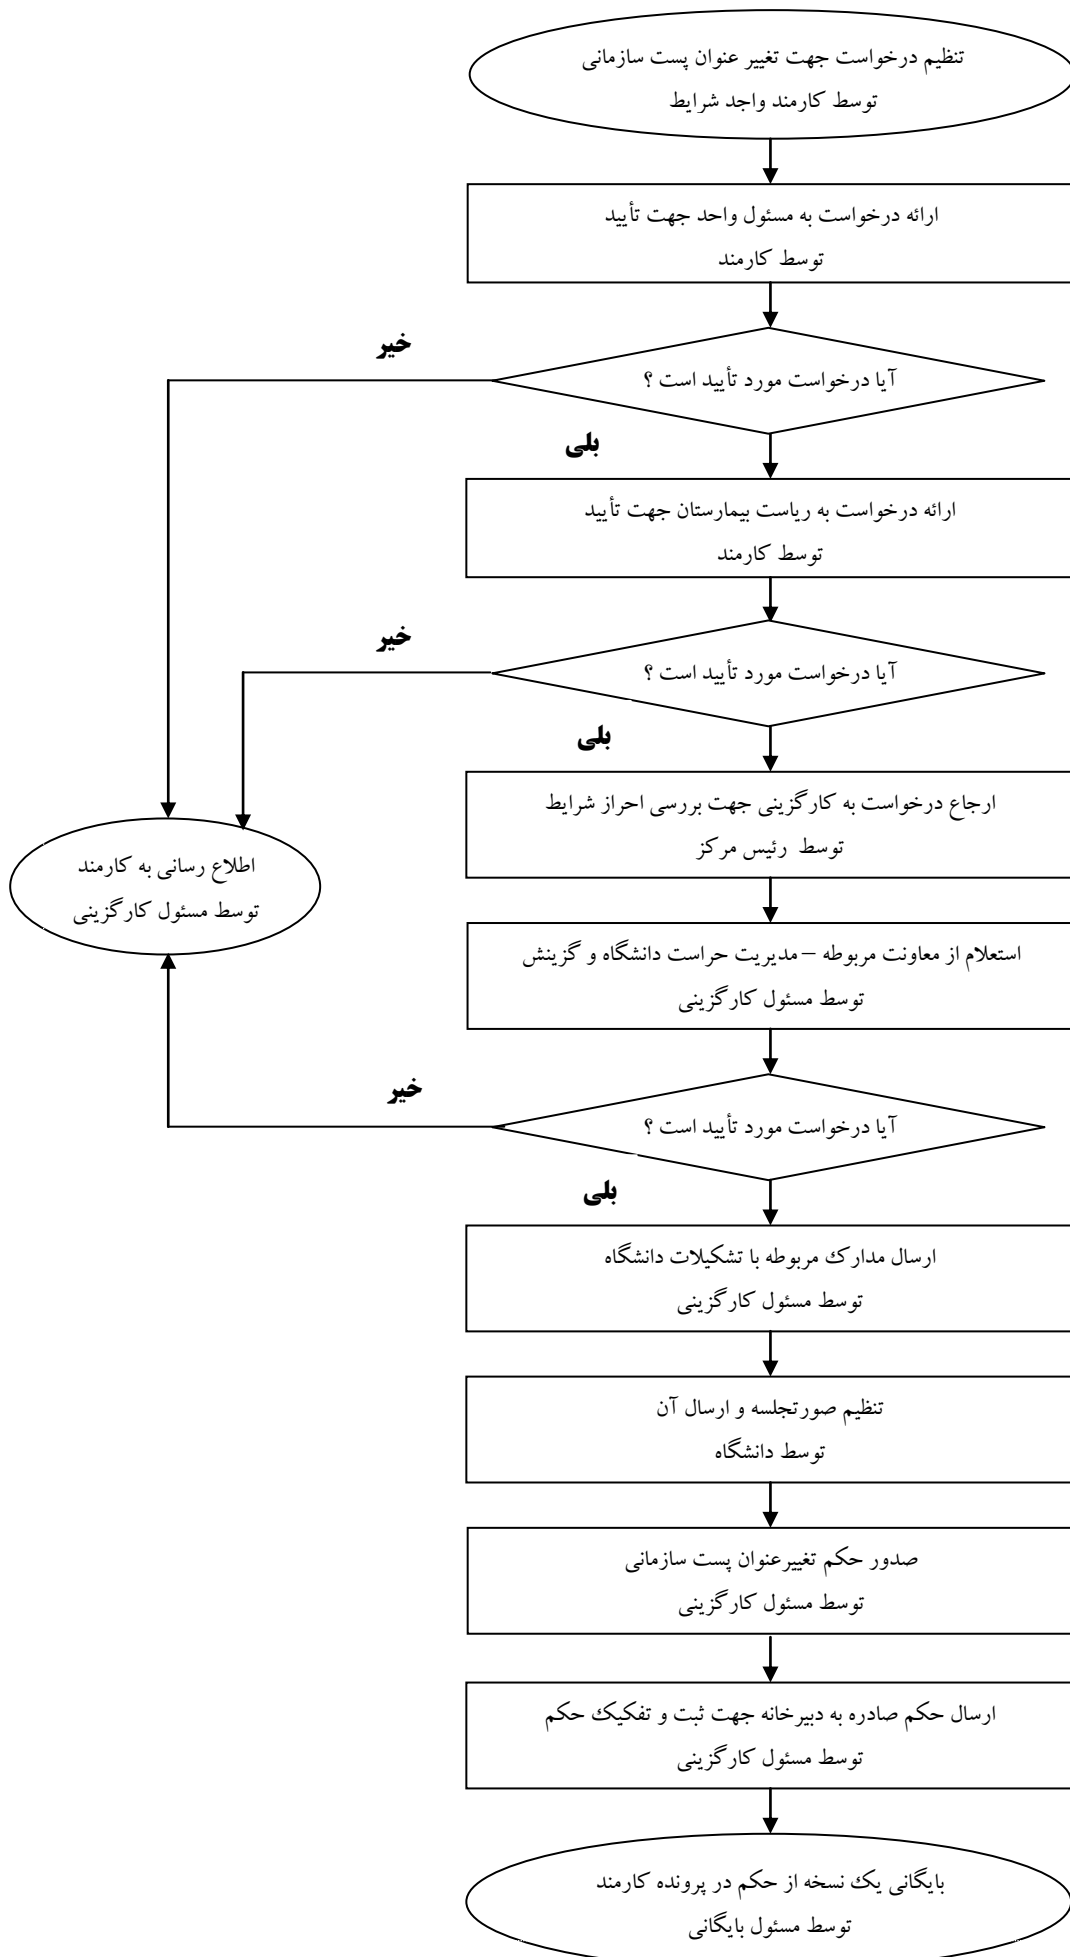 تنظیم درخواست جهت تغییر عنوان پست سازمانی
توسط کارمند واجد شرایط
ارائه درخواست به مسئول واحد جهت تأیید
توسط کارمند
خیر
آیا درخواست مورد تأیید است ؟
بلی
ارائه درخواست به ریاست بیمارستان جهت تأیید
توسط کارمند
خیر
آیا درخواست مورد تأیید است ؟
بلی
ارجاع درخواست به کارگزینی جهت بررسی احراز شرایط
توسط رئیس مرکز
اطلاع رسانی به کارمند
توسط مسئول کارگزینی
استعلام از معاونت مربوطه – مدیریت حراست دانشگاه و گزینش
توسط مسئول کارگزینی
خیر
آیا درخواست مورد تأیید است ؟
بلی
ارسال مدارک مربوطه با تشکیلات دانشگاه
توسط مسئول کارگزینی
تنظیم صورتجلسه و ارسال آن
توسط دانشگاه
صدور حکم تغییرعنوان پست سازمانی
توسط مسئول کارگزینی
ارسال حکم صادره به دبیرخانه جهت ثبت و تفکیک حکم
توسط مسئول کارگزینی
بایگانی یک نسخه از حکم در پرونده کارمند
توسط مسئول بایگانی